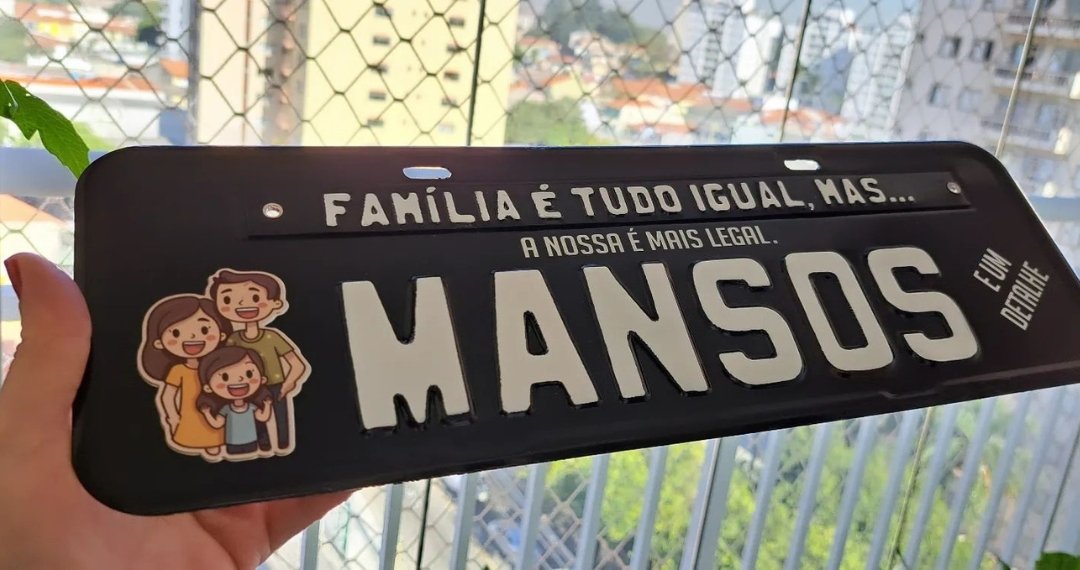 FAMÍLIA É TUDO IGUAL, MAS...
A NOSSA É MAIS LEGAL.
MANSOS
E UM
DETALHE